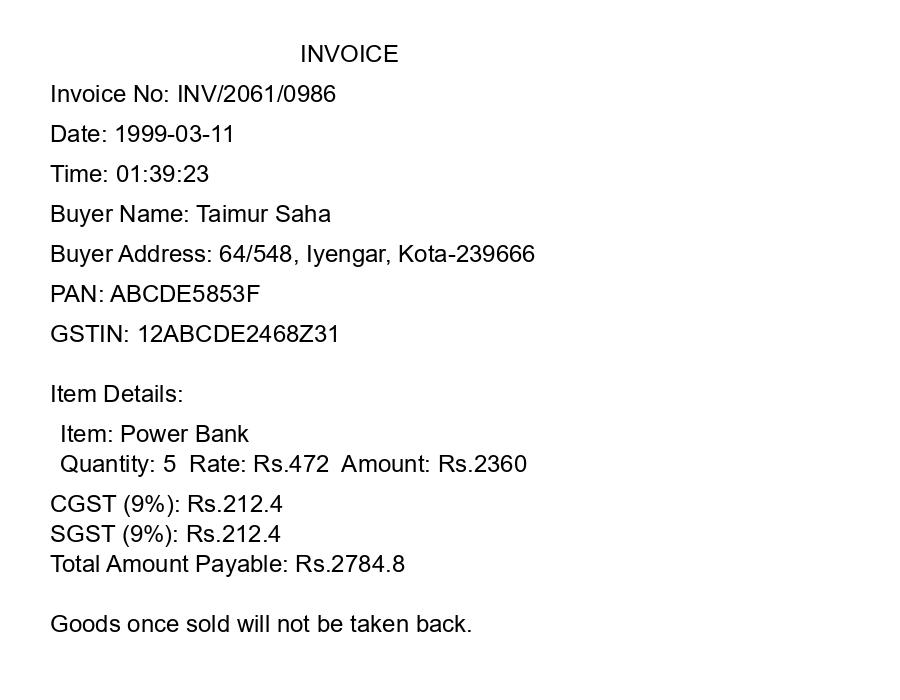 INVOICE
Invoice No: INV/2061/0986
Date: 1999-03-11
Time: 01:39:23
Buyer Name: Taimur Saha
Buyer Address: 64/548, Iyengar, Kota-239666
PAN: ABCDE5853F
GSTIN: 12ABCDE2468Z31
Item Details:
Item: Power Bank
Quantity: 5 Rate: Rs.472 Amount: Rs.2360
CGST (9%): Rs.212.4
SGST (9%): Rs.212.4
Total Amount Payable: Rs.2784.8
Goods once sold will not be taken back.